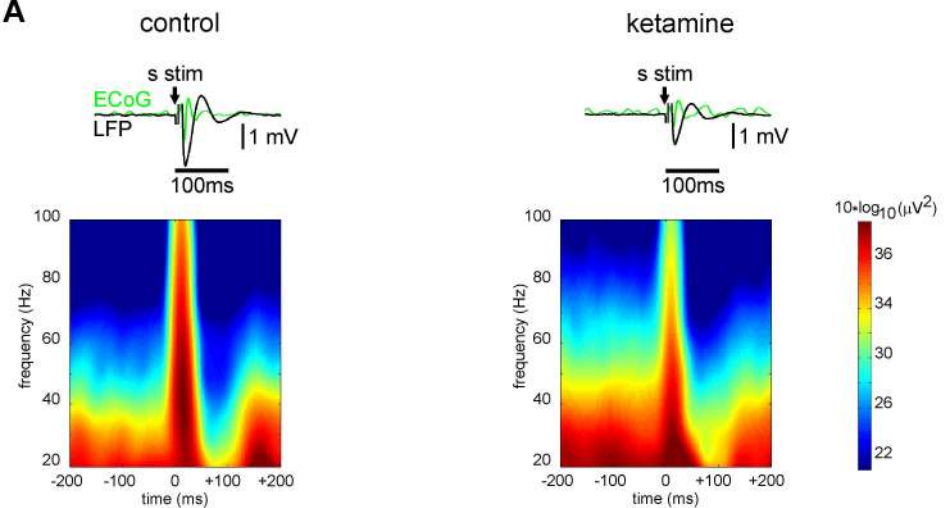 A
control
s stim
ECoG
LFP
1 mV
100ms
frequency (Hz)
100
80
60
40
20
-200 -100 0 +100 +200
time (ms)
ketamine
s stim
1 mV
100ms
frequency (Hz)
100
80
60
40
20
-200 -100 0 +100 +200
time (ms)
10*log10(μV2)
36
34
30
26
22